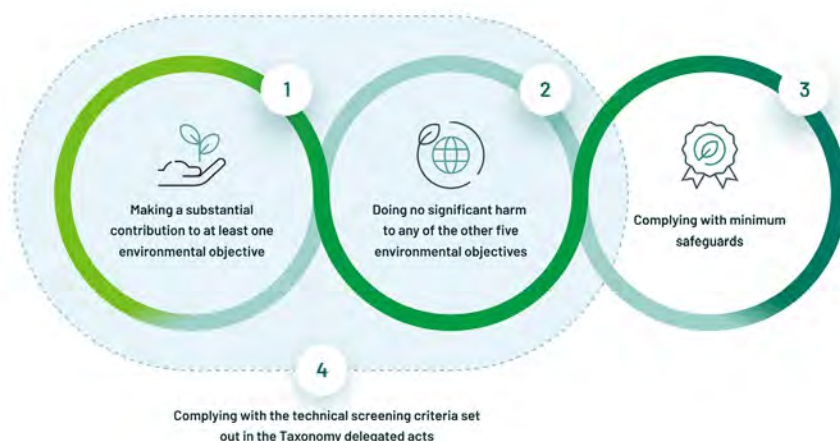 1
Making a substantial
contribution to at least one
environmental objective
2
Doing no significant harm
to any of the other five
environmental objectives
3
Complying with minimum
safeguards
4
Complying with the technical screening criteria set
out in the Taxonomy delegated acts